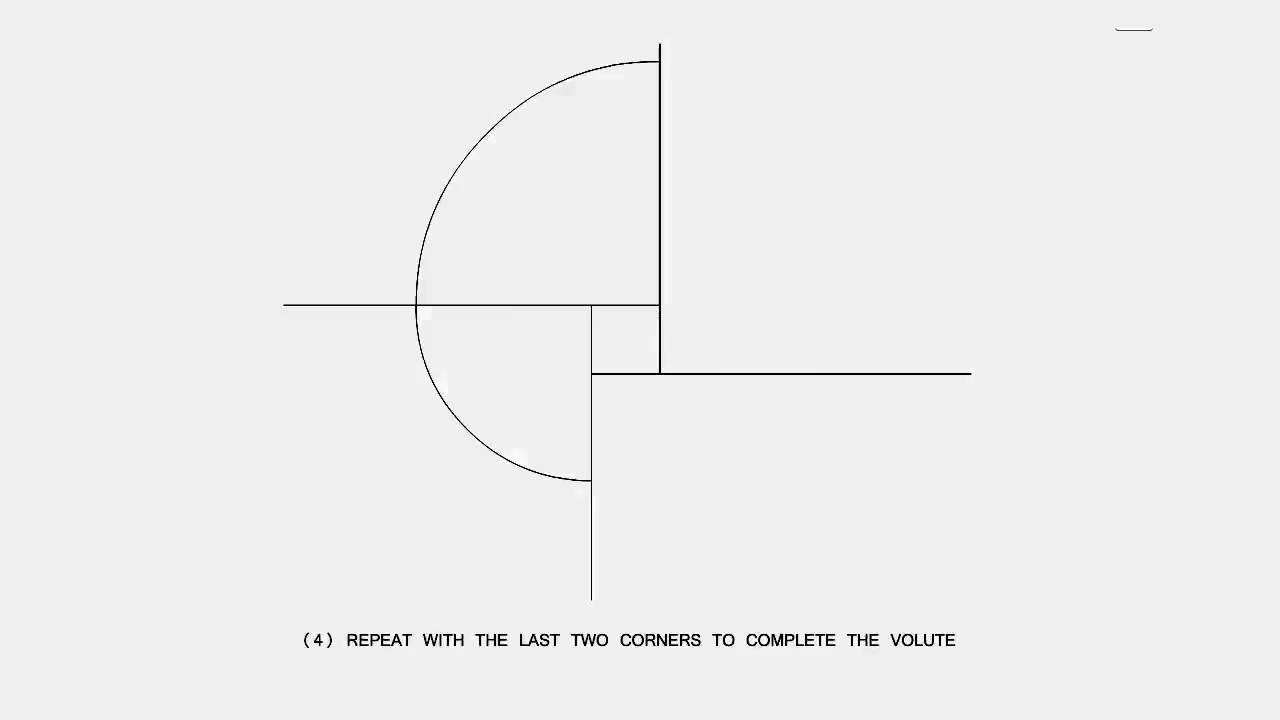 (4) REPEAT WITH THE LAST TWO CORNERS TO COMPLETE THE VOLUTE